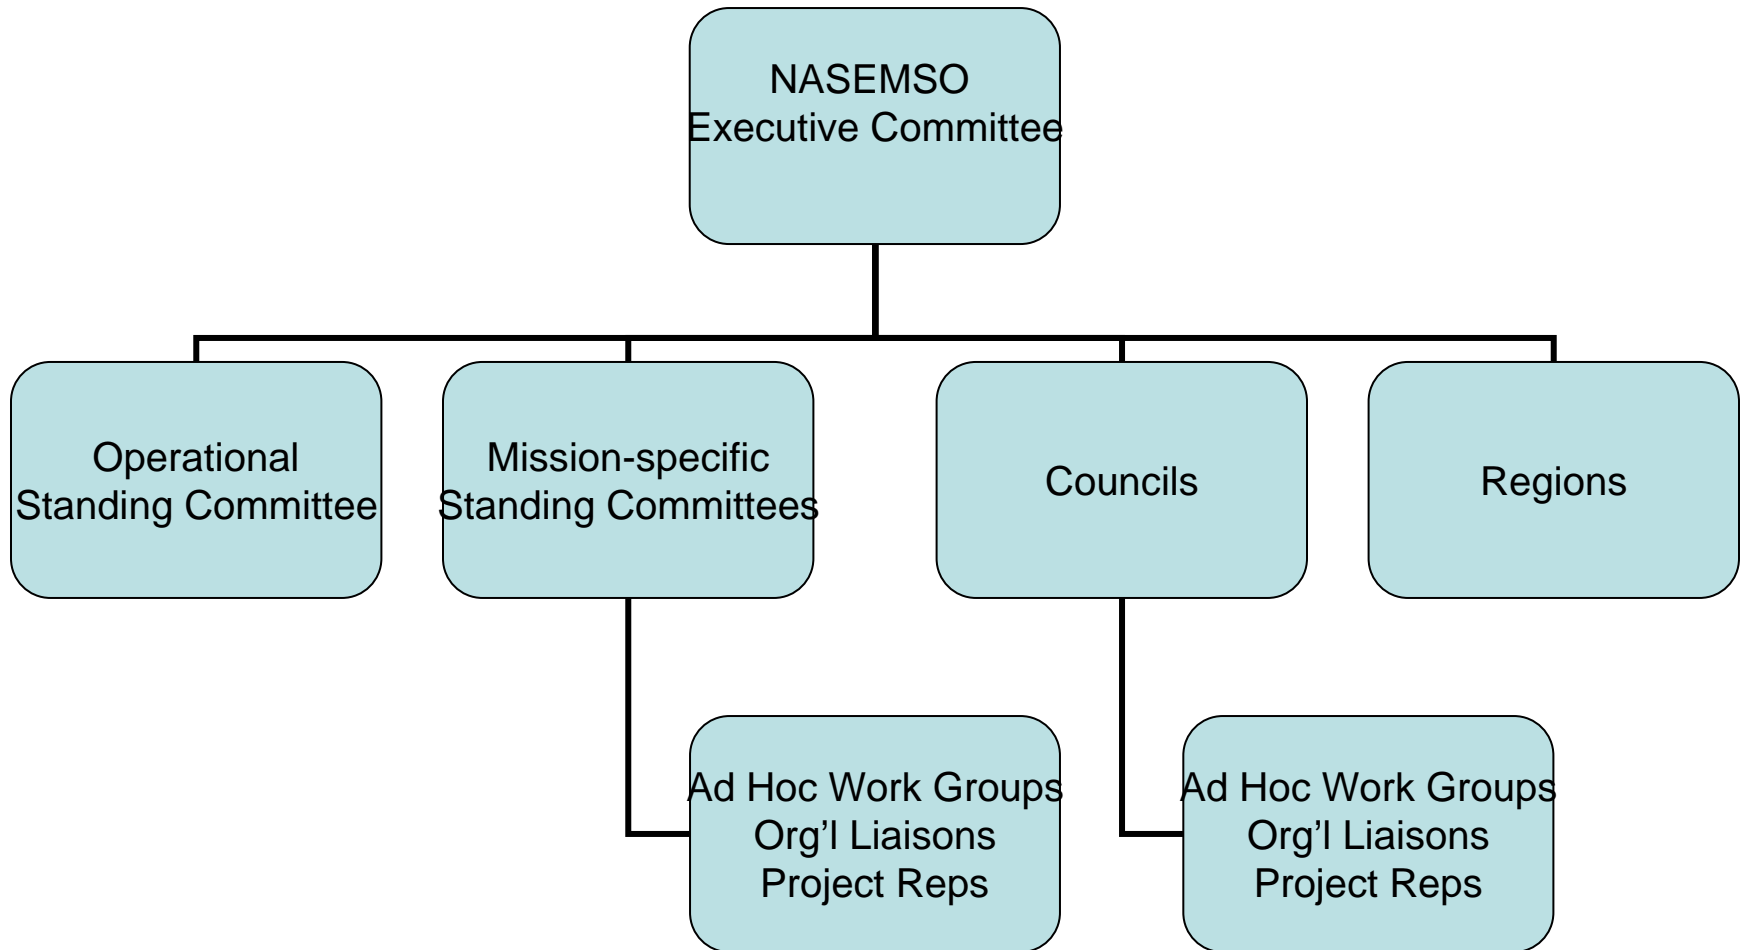 NASEMSO
Executive Committee
Operational
Standing Committee
Mission-specific
Standing Committees
Councils
Regions
Ad Hoc Work Groups
Org’l Liaisons
Project Reps
Ad Hoc Work Groups
Org’l Liaisons
Project Reps